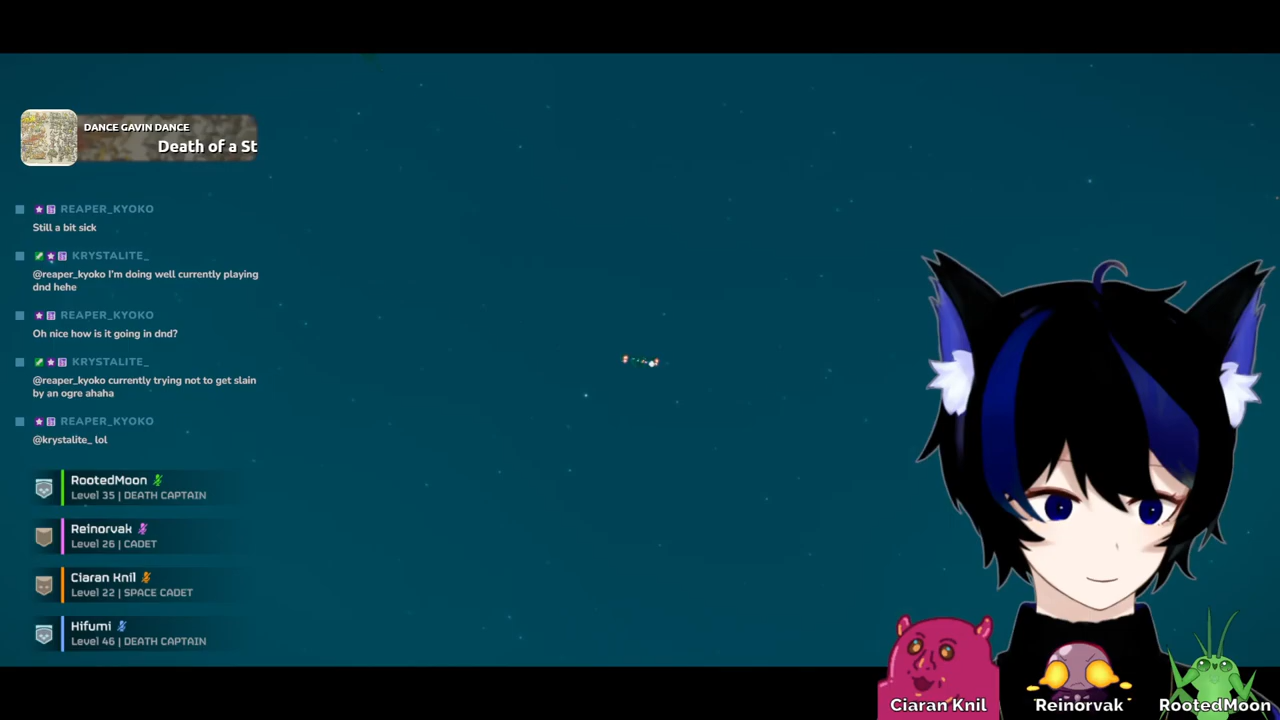 DANCE GAVIN DANCE
Death of a St
REAPER_KYOKO
Still a bit sick
KRYSTALITE_
@reaper_kyoko I'm doing well currently playing
dnd hehe
REAPER_KYOKO
Oh nice how is it going in dnd?
KRYSTALITE_
@reaper_kyoko currently trying not to get slain
by an ogre ahaha
REAPER_KYOKO
@krystalite_ lol
RootedMoon
Level 35 | DEATH CAPTAIN
Reinorvak
Level 26 | CADET
Ciaran Knil
Level 22 | SPACE CADET
Hifumi
Level 46 | DEATH CAPTAIN
Ciaran Knil
Reinorvak
RootedMoon